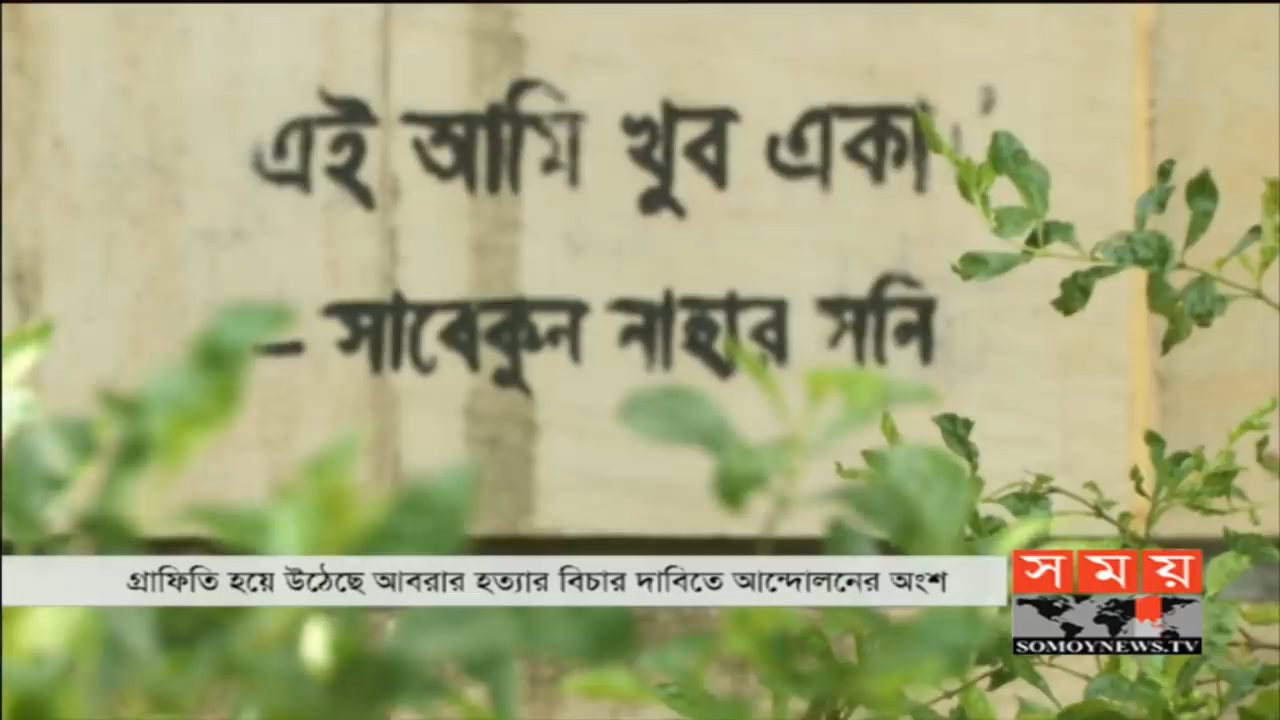 এই আমি খুব একা'
– সাবেকুন নাহার সনি
গ্রাফিতি হয়ে উঠেছে আবরার হত্যার বিচার দাবিতে আন্দোলনের অংশ
সময়
SOMOYNEWS.TV